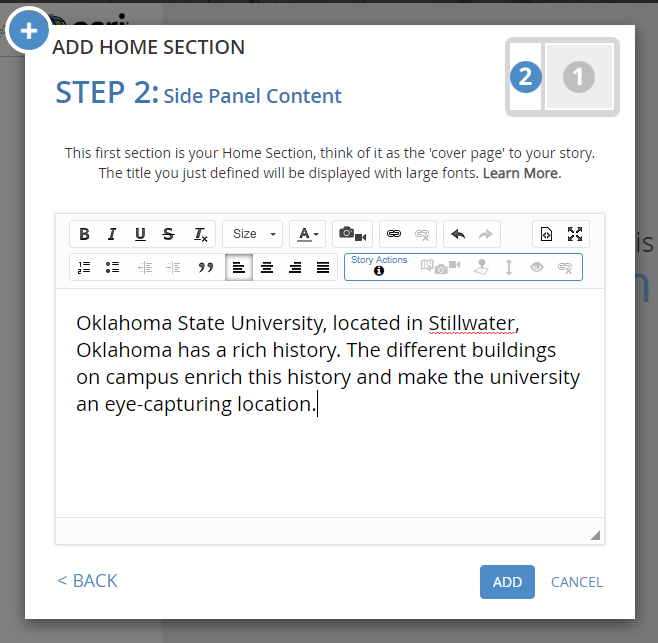 esri
ADD HOME SECTION
STEP 2: Side Panel Content
2 1
This first section is your Home Section, think of it as the 'cover page' to your story.
The title you just defined will be displayed with large fonts. Learn More.
is
B I U S Tx Size A
Story Actions
Oklahoma State University, located in Stillwater,
Oklahoma has a rich history. The different buildings
on campus enrich this history and make the university
an eye-capturing location.
< BACK ADD CANCEL